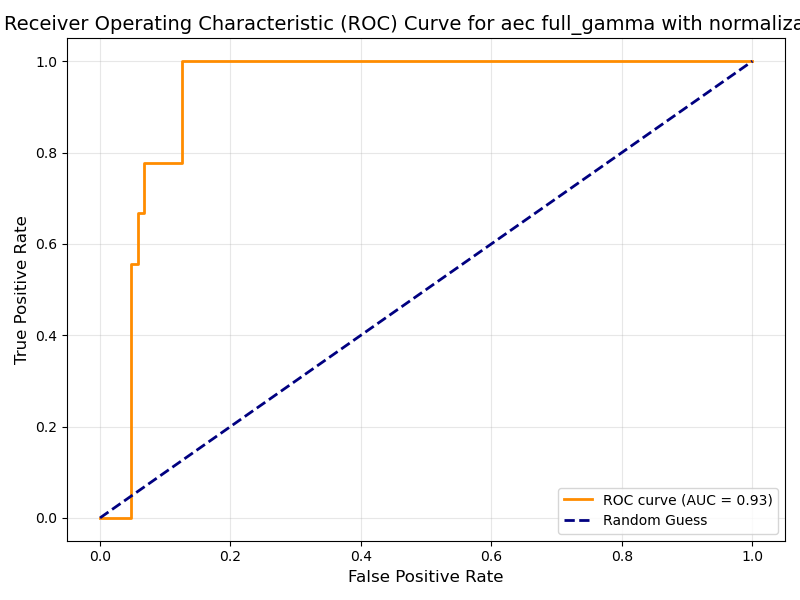 Receiver Operating Characteristic (ROC) Curve for aec full_gamma with normaliza
1.0
0.8
0.6
0.4
0.2
0.0
True Positive Rate
0.0 0.2 0.4 0.6 0.8 1.0
False Positive Rate
ROC curve (AUC = 0.93)
Random Guess